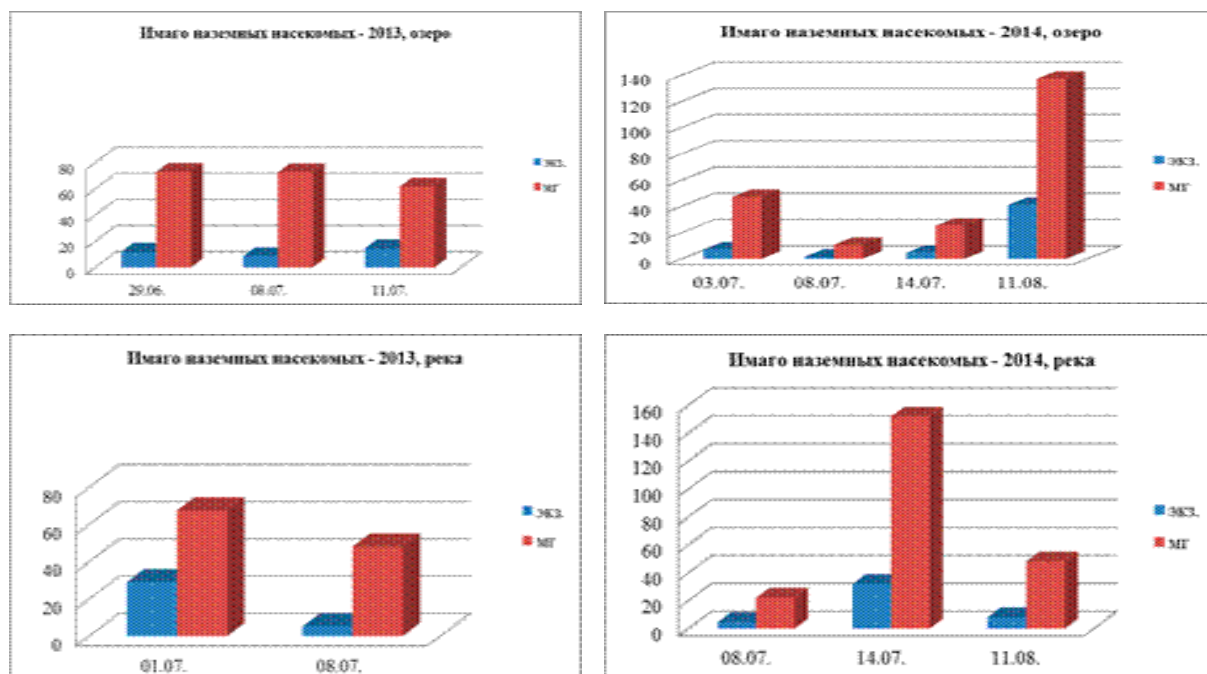 Имаго наземных насекомых - 2013, озеро
80
60
40
20
0
29.06. 08.07. 11.07.
экз.
мг
Имаго наземных насекомых - 2014, озеро
140
120
100
80
60
40
20
0
03.07. 08.07. 14.07. 11.08.
экз.
мг
Имаго наземных насекомых - 2013, река
80
60
40
20
0
01.07. 08.07.
экз.
мг
Имаго наземных насекомых - 2014, река
160
140
120
100
80
60
40
20
0
08.07. 14.07. 11.08.
экз.
мг